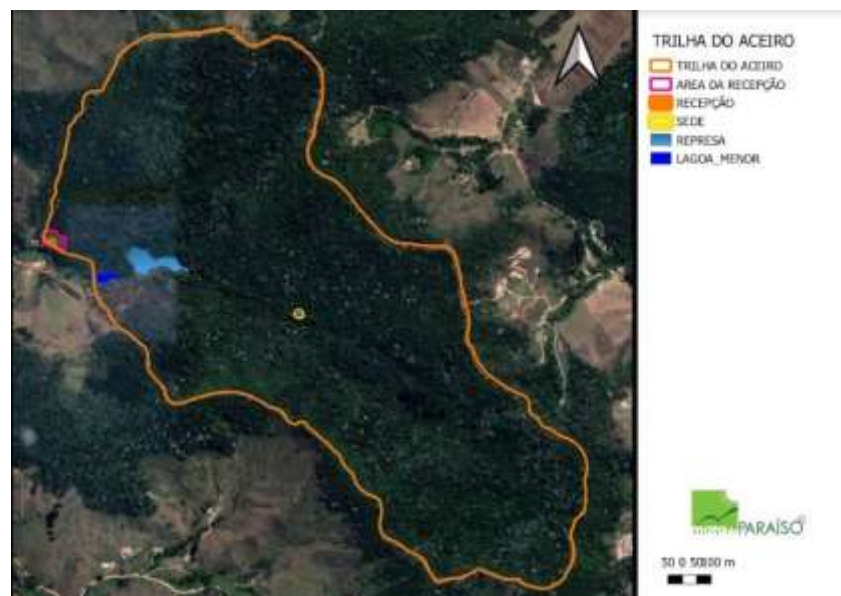 TRILHA DO ACEIRO
TRILHA DO ACEIRO
AREA DA RECEPÇÃO
RECEPÇÃO
SEDE
REPRESA
LAGOA_MENOR
PARAÍSO
50 0 50100 m